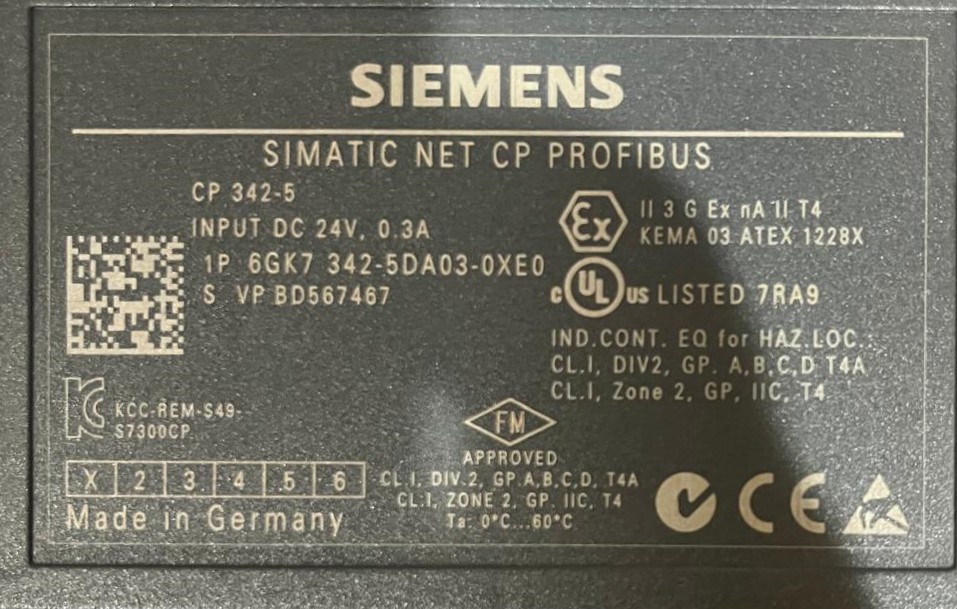 SIEMENS
SIMATIC NET CP PROFIBUS
CP 342-5
INPUT DC 24V, 0.3A
1P 6GK7 342-5DA03-0XE0
S VPBD567467
Ex II 3 G Ex nA II T4
KEMA 03 ATEX 1228X
c UL us LISTED 7RA9
IND.CONT. EQ for HAZ.LOC.:
CL.I, DIV2, GP. A,B,C,D T4A
CL.I, Zone 2, GP, IIC, T4
KCC-REM-S49-
S7300CP
FM
APPROVED
CL.I, DIV.2, GP.A,B,C,D, T4A
CL.I, ZONE 2, GP. IIC, T4
Ta: 0°C...60°C
X 2 3 4 5 6
Made in Germany
CE